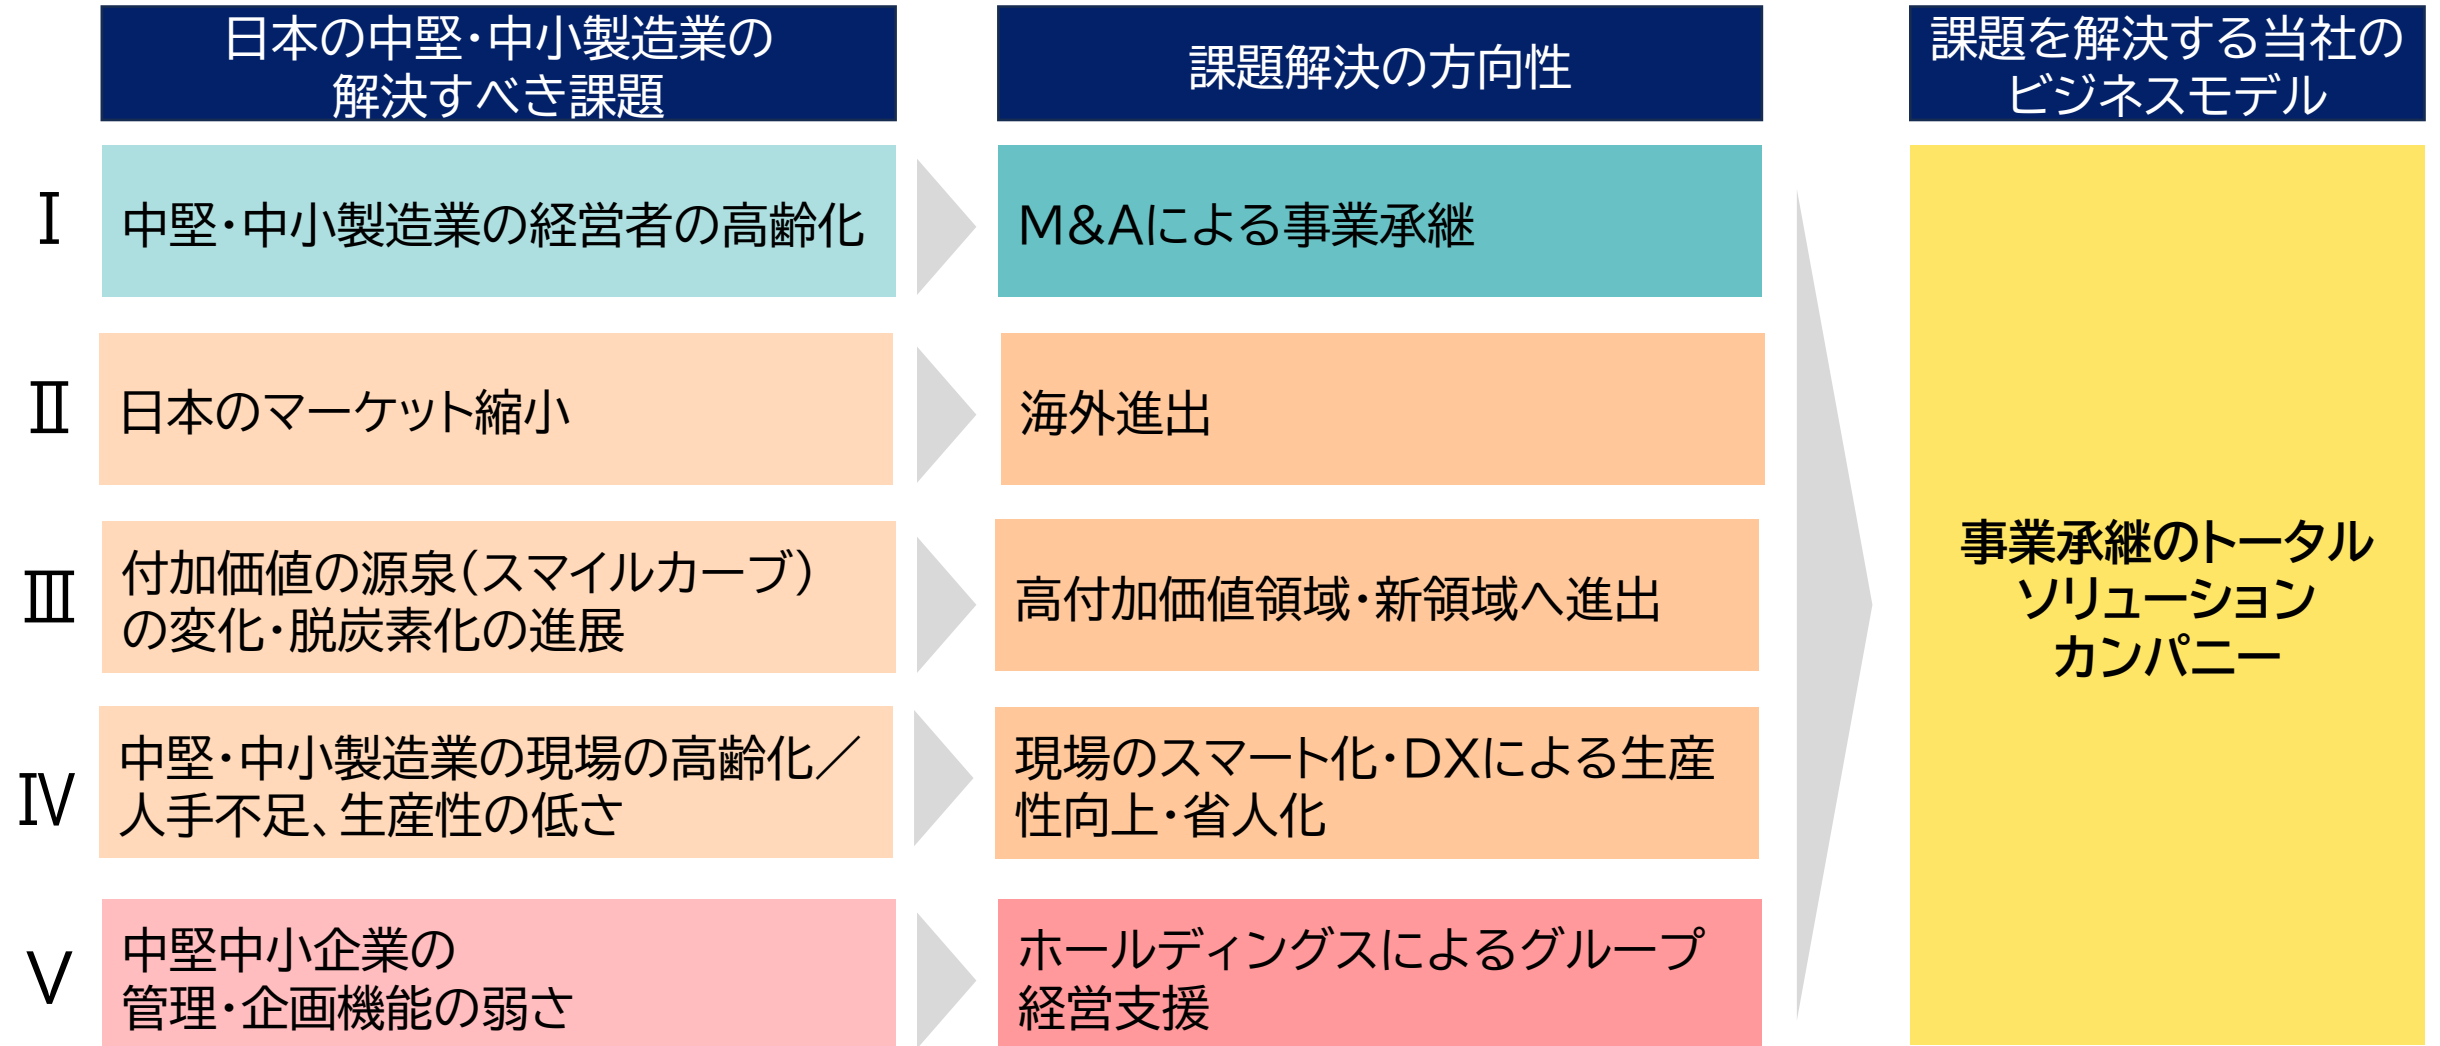 日本の中堅・中小製造業の
解決すべき課題
課題解決の方向性
課題を解決する当社の
ビジネスモデル
Ⅰ
中堅・中小製造業の経営者の高齢化
M&Aによる事業承継
Ⅱ
日本のマーケット縮小
海外進出
Ⅲ
付加価値の源泉（スマイルカーブ）
の変化・脱炭素化の進展
高付加価値領域・新領域へ進出
Ⅳ
中堅・中小製造業の現場の高齢化／
人手不足、生産性の低さ
現場のスマート化・DXによる生産
性向上・省人化
Ⅴ
中堅中小企業の
管理・企画機能の弱さ
ホールディングスによるグループ
経営支援
事業承継のトータル
ソリューション
カンパニー